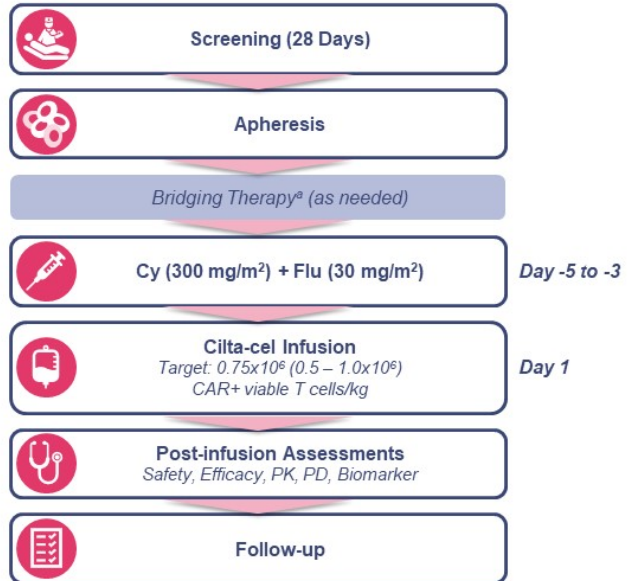 Screening (28 Days)
Apheresis
Bridging Therapyᵃ (as needed)
Cy (300 mg/m²) + Flu (30 mg/m²)
Day -5 to -3
Cilta-cel Infusion
Target: 0.75x10⁶ (0.5 – 1.0x10⁶)
CAR+ viable T cells/kg
Day 1
Post-infusion Assessments
Safety, Efficacy, PK, PD, Biomarker
Follow-up